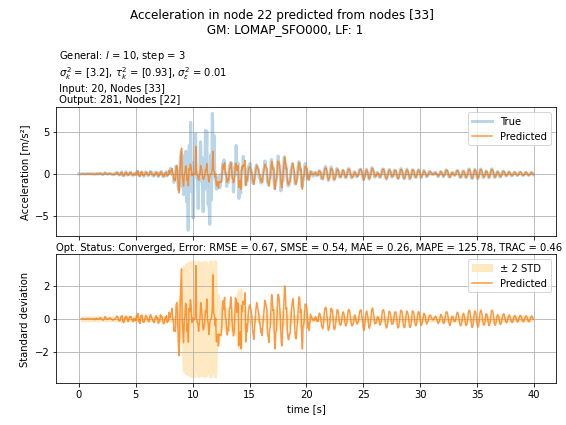 Acceleration in node 22 predicted from nodes [33]
GM: LOMAP_SFO000, LF: 1
General: l = 10, step = 3
σ²ₖ = [3.2], τ²ₖ = [0.93], σ²ε = 0.01
Input: 20, Nodes [33]
Output: 281, Nodes [22]
True
Predicted
Acceleration [m/s²]
5
0
−5
Opt. Status: Converged, Error: RMSE = 0.67, SMSE = 0.54, MAE = 0.26, MAPE = 125.78, TRAC = 0.46
± 2 STD
Predicted
Standard deviation
2
0
−2
0 5 10 15 20 25 30 35 40
time [s]